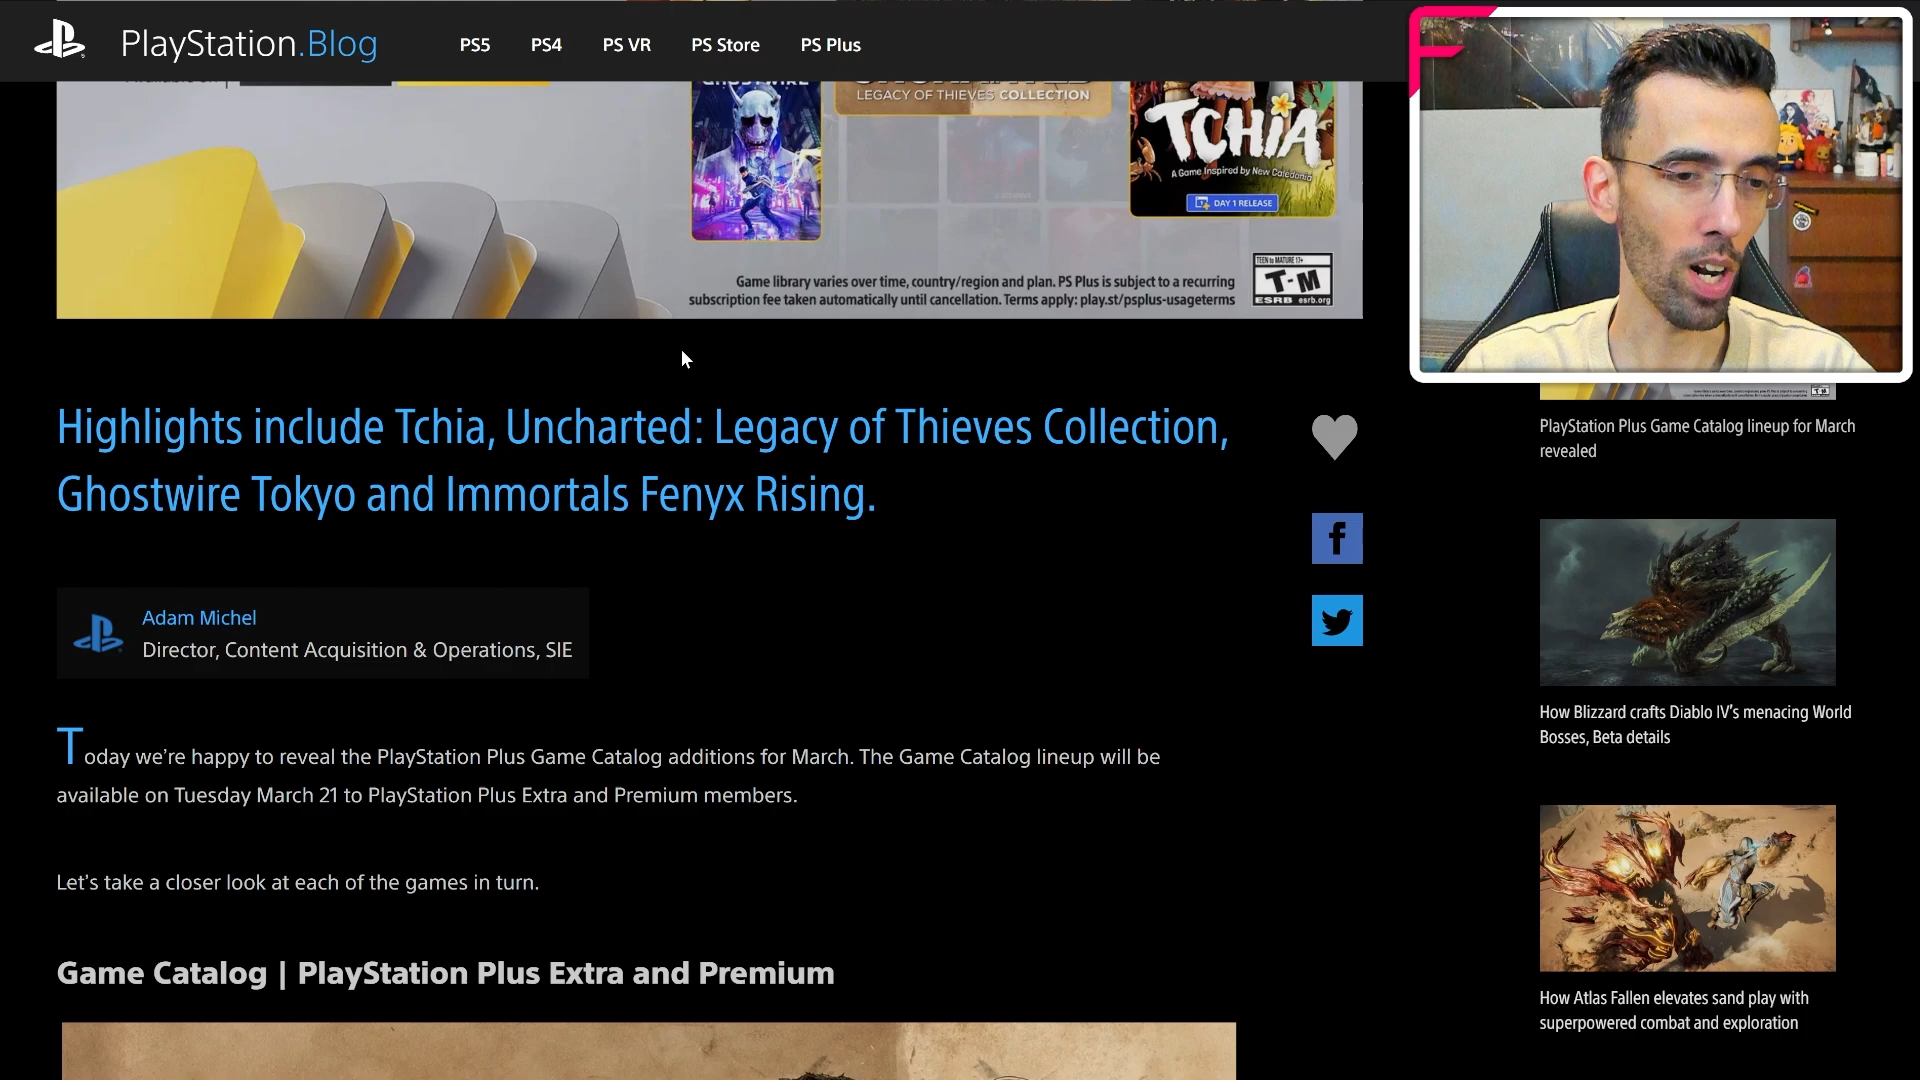 PlayStation.Blog
PS5
PS4
PS VR
PS Store
PS Plus
LEGACY OF THIEVES COLLECTION
TCHIA
A Game Inspired by New Caledonia
DAY 1 RELEASE
Game library varies over time, country/region and plan. PS Plus is subject to a recurring
subscription fee taken automatically until cancellation. Terms apply: play.st/psplus-usageterms
TEEN to MATURE 17+
T-M
ESRB esrb.org
Highlights include Tchia, Uncharted: Legacy of Thieves Collection,
Ghostwire Tokyo and Immortals Fenyx Rising.
Adam Michel
Director, Content Acquisition & Operations, SIE
Today we're happy to reveal the PlayStation Plus Game Catalog additions for March. The Game Catalog lineup will be
available on Tuesday March 21 to PlayStation Plus Extra and Premium members.
Let's take a closer look at each of the games in turn.
Game Catalog | PlayStation Plus Extra and Premium
PlayStation Plus Game Catalog lineup for March
revealed
How Blizzard crafts Diablo IV's menacing World
Bosses, Beta details
How Atlas Fallen elevates sand play with
superpowered combat and exploration